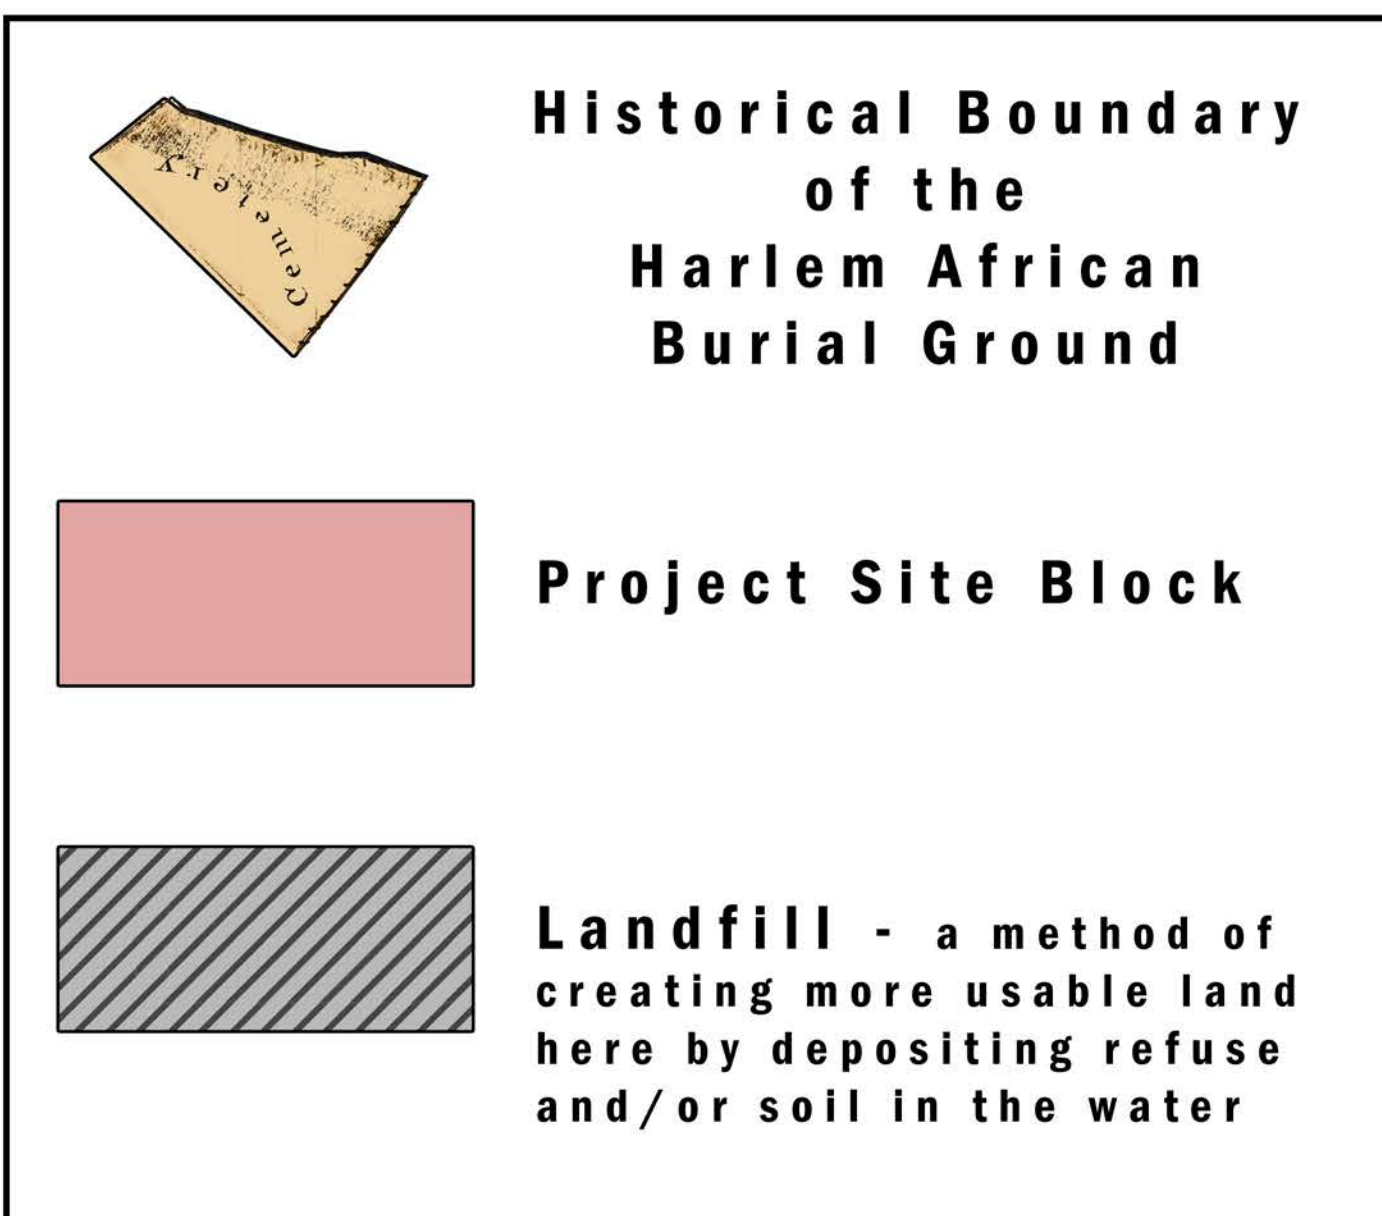 Cemetery
Historical Boundary
of the
Harlem African
Burial Ground
Project Site Block
Landfill - a method of
creating more usable land
here by depositing refuse
and/or soil in the water